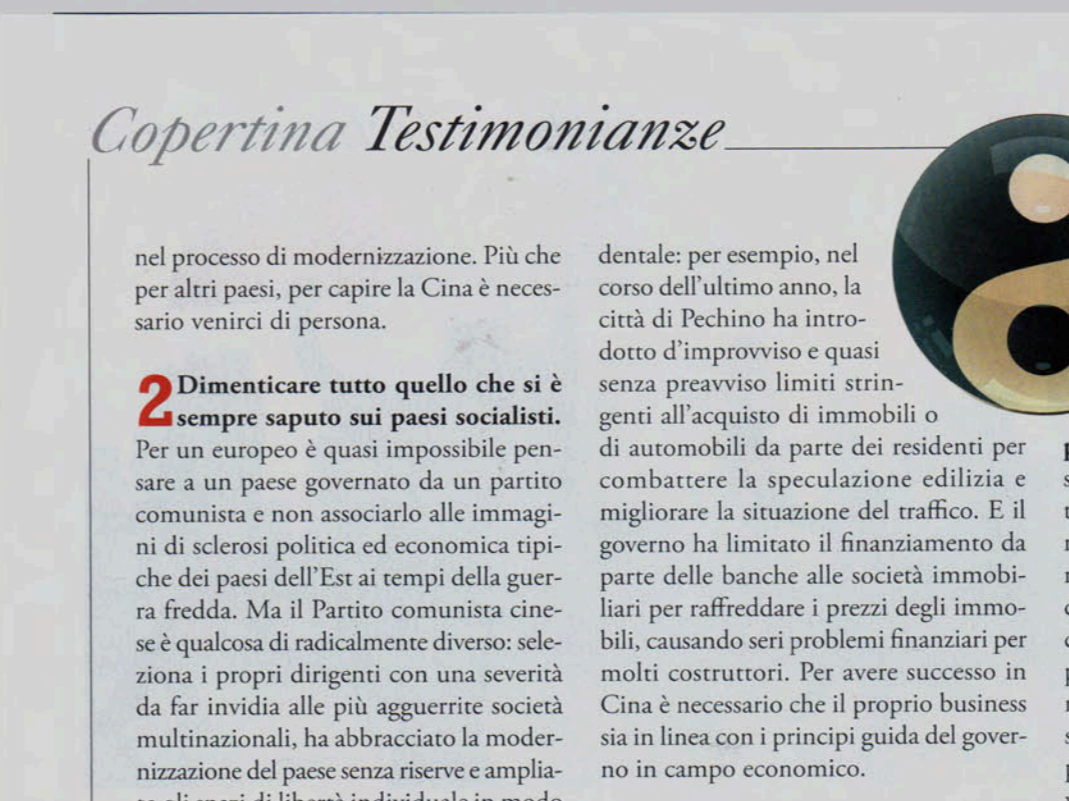 Copertina Testimonianze
nel processo di modernizzazione. Più che
per altri paesi, per capire la Cina è neces-
sario venirci di persona.
2 Dimenticare tutto quello che si è
sempre saputo sui paesi socialisti.
Per un europeo è quasi impossibile pen-
sare a un paese governato da un partito
comunista e non associarlo alle immagi-
ni di sclerosi politica ed economica tipi-
che dei paesi dell'Est ai tempi della guer-
ra fredda. Ma il Partito comunista cine-
se è qualcosa di radicalmente diverso: sele-
ziona i propri dirigenti con una severità
da far invidia alle più agguerrite società
multinazionali, ha abbracciato la moder-
nizzazione del paese senza riserve e amplia-
to gli spazi di libertà individuale in modo
dentale: per esempio, nel
corso dell'ultimo anno, la
città di Pechino ha intro-
dotto d'improvviso e quasi
senza preavviso limiti strin-
genti all'acquisto di immobili o
di automobili da parte dei residenti per
combattere la speculazione edilizia e
migliorare la situazione del traffico. E il
governo ha limitato il finanziamento da
parte delle banche alle società immobi-
liari per raffreddare i prezzi degli immo-
bili, causando seri problemi finanziari per
molti costruttori. Per avere successo in
Cina è necessario che il proprio business
sia in linea con i principi guida del gover-
no in campo economico.